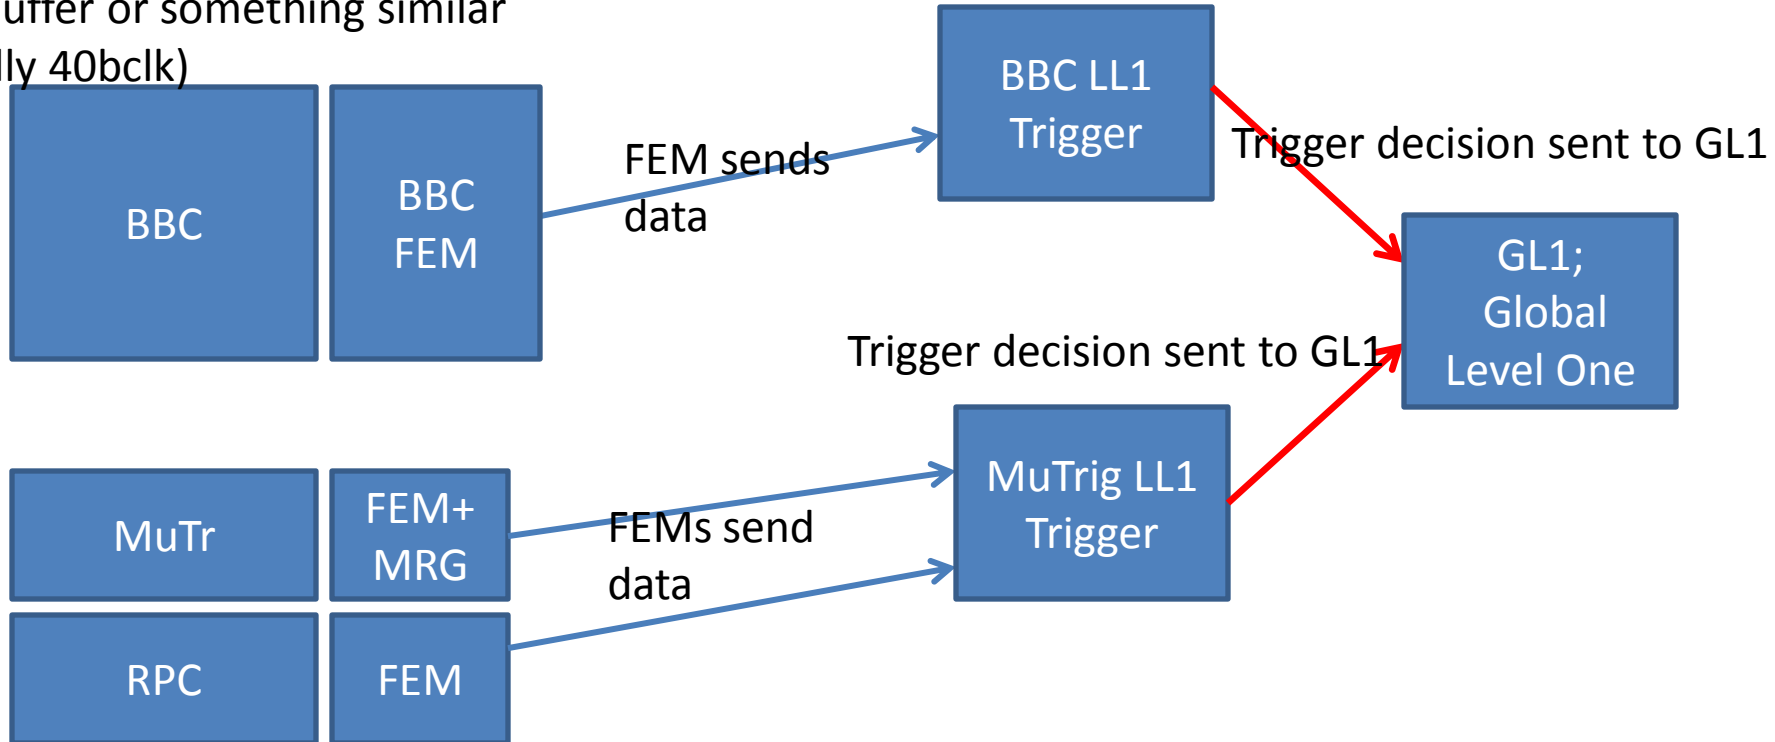 or something similar
40bclk)
BBC
BBC
FEM
FEM sends
data
BBC LL1
Trigger
Trigger decision sent to GL1
GL1;
Global
Level One
Trigger decision sent to GL1
MuTr
FEM+
MRG
FEMs send
data
MuTrig LL1
Trigger
RPC
FEM